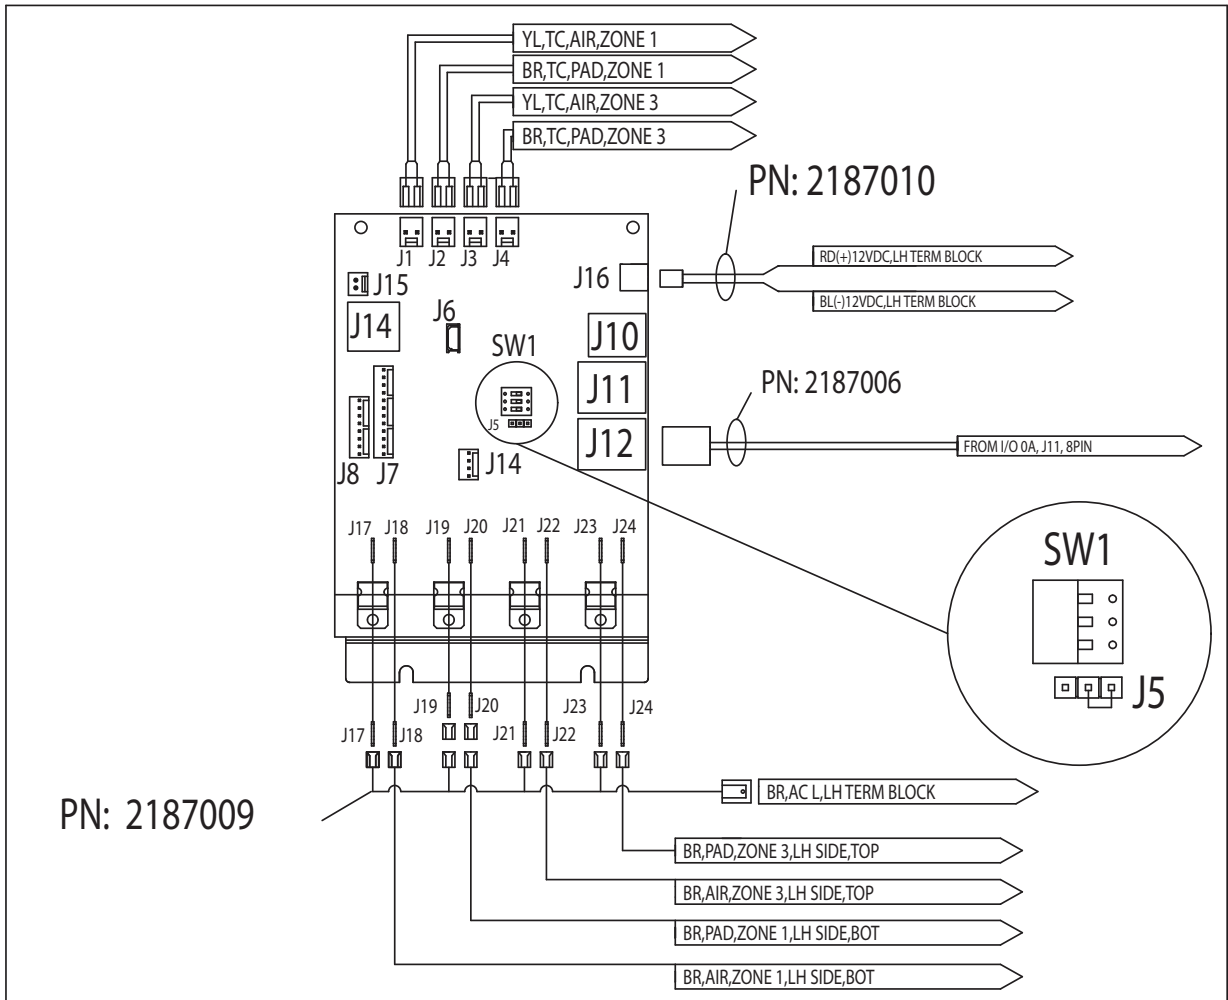 YL,TC,AIR,ZONE 1
BR,TC,PAD,ZONE 1
YL,TC,AIR,ZONE 3
BR,TC,PAD,ZONE 3
PN: 2187010
J1 J2 J3 J4
RD(+)12VDC,LH TERM BLOCK
J16
J15
BL(-)12VDC,LH TERM BLOCK
J6
J14
J10
SW1
J11
PN: 2187006
J5
J12
FROM I/O 0A, J11, 8PIN
J8 J7
J14
J17 J18 J19 J20 J21 J22 J23 J24
SW1
J5
J19 J20 J23 J24
J17 J18 J21 J22
BR,AC L,LH TERM BLOCK
PN: 2187009
BR,PAD,ZONE 3,LH SIDE,TOP
BR,AIR,ZONE 3,LH SIDE,TOP
BR,PAD,ZONE 1,LH SIDE,BOT
BR,AIR,ZONE 1,LH SIDE,BOT